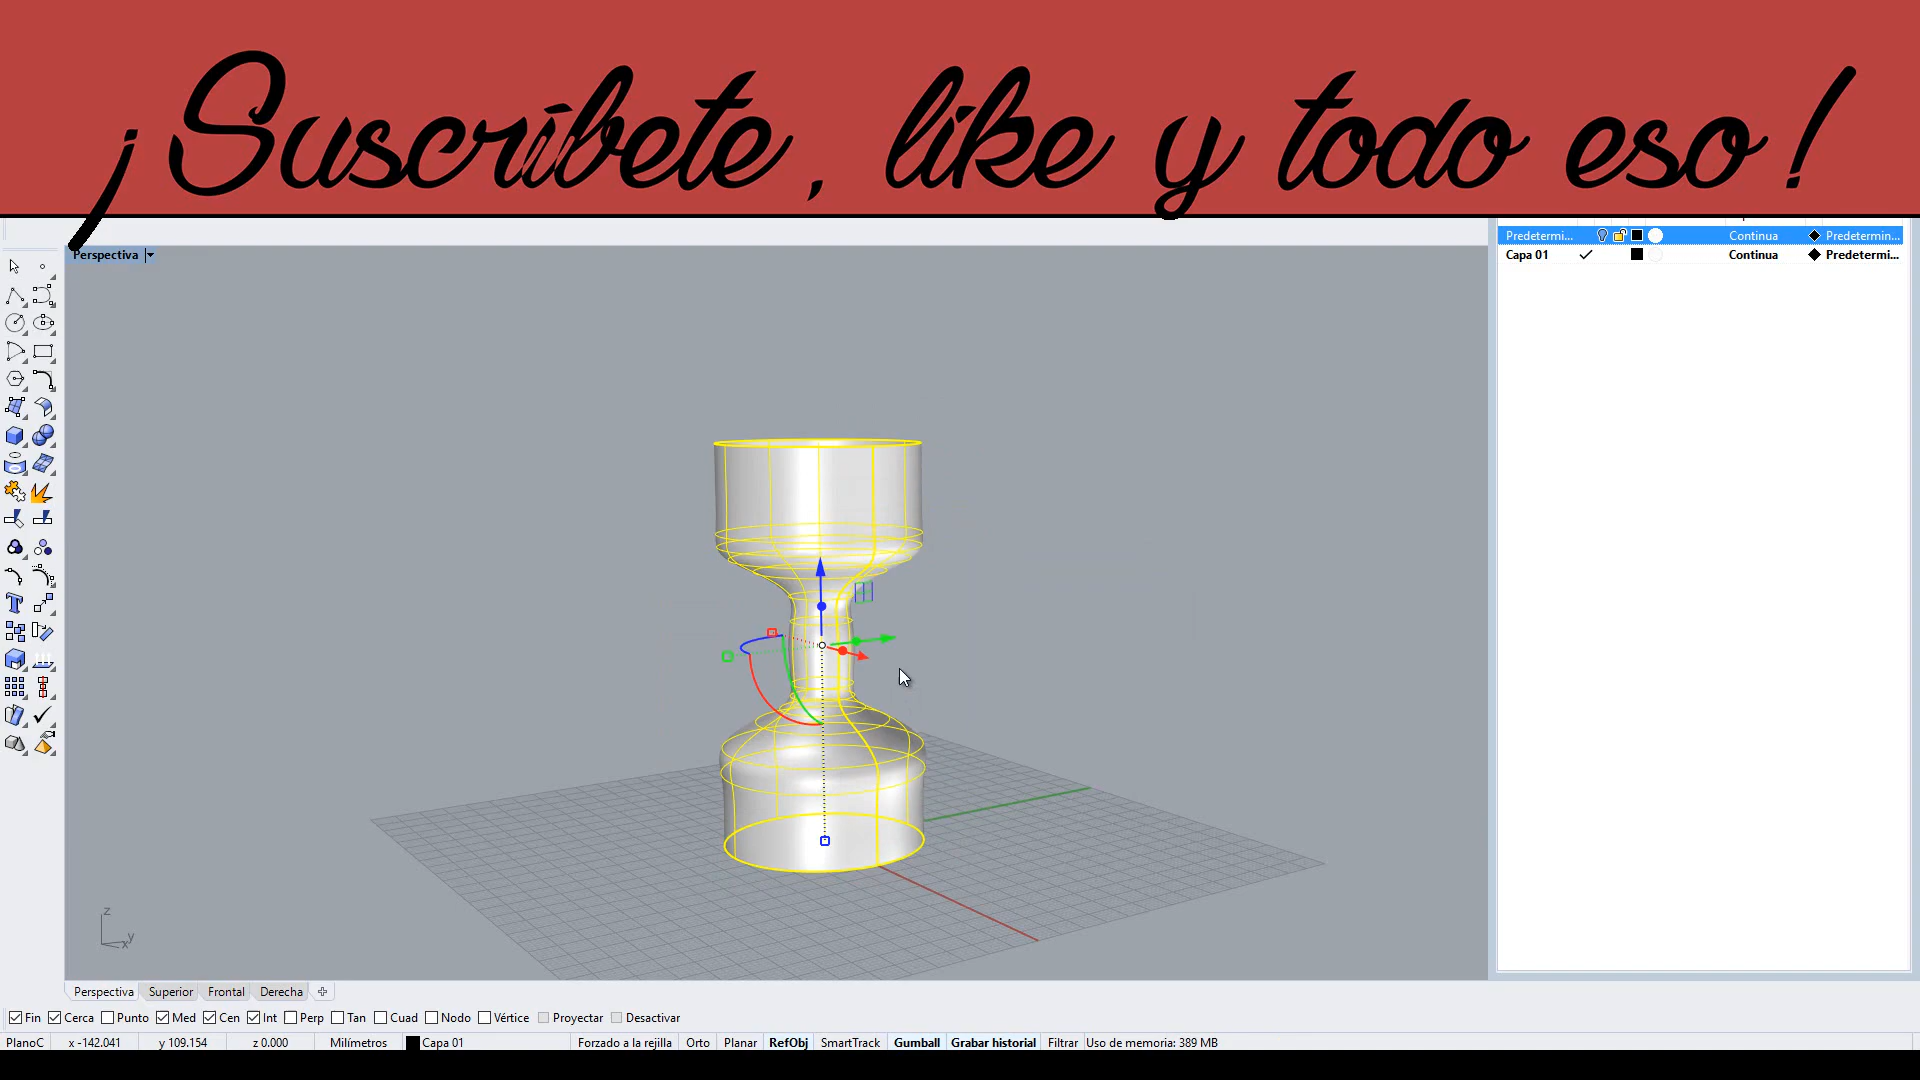 ¡Suscríbete, like y todo eso!
Predetermi... Continua Predetermin...
Capa 01 Continua Predetermi...
Perspectiva
z
x y
Perspectiva Superior Frontal Derecha
Fin Cerca Punto Med Cen Int Perp Tan Cuad Nodo Vértice Proyectar Desactivar
PlanoC x -142.041 y 109.154 z 0.000 Milímetros Capa 01 Forzado a la rejilla Orto Planar RefObj SmartTrack Gumball Grabar historial Filtrar Uso de memoria: 389 MB